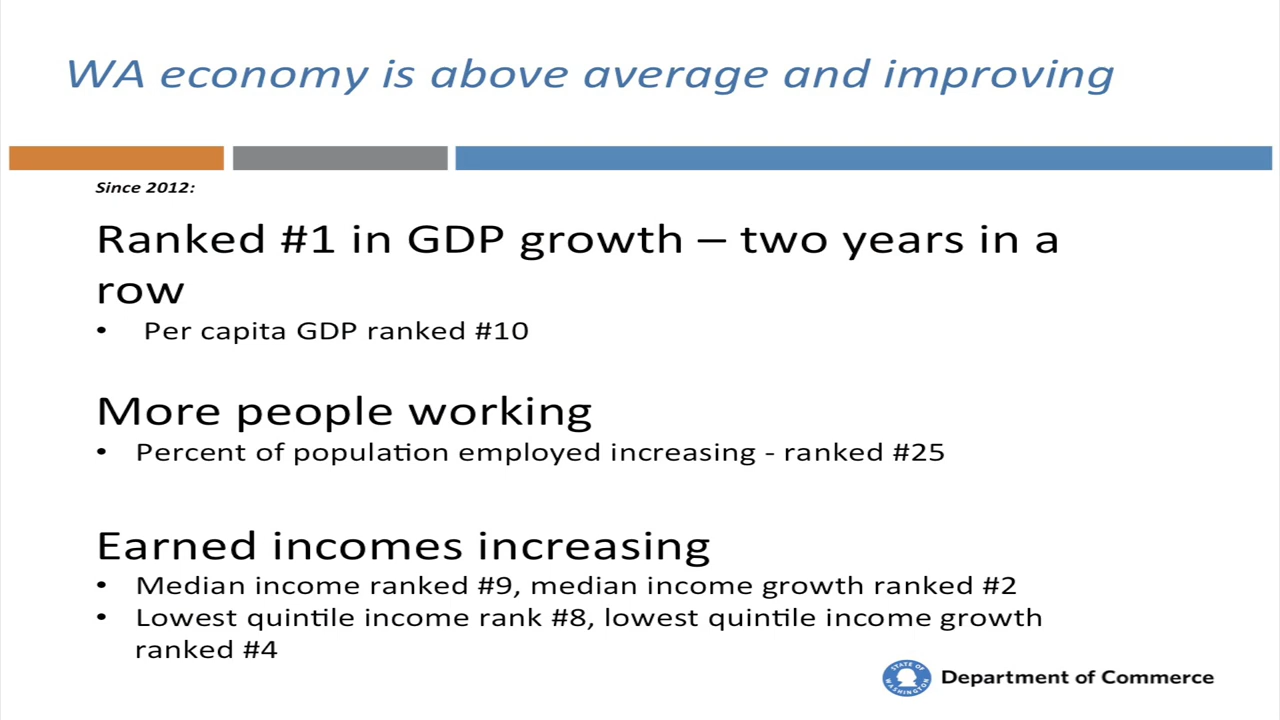 WA economy is above average and improving
Since 2012:
Ranked #1 in GDP growth – two years in a
row
• Per capita GDP ranked #10
More people working
• Percent of population employed increasing - ranked #25
Earned incomes increasing
• Median income ranked #9, median income growth ranked #2
• Lowest quintile income rank #8, lowest quintile income growth
ranked #4
STATE OF WASHINGTON
Department of Commerce